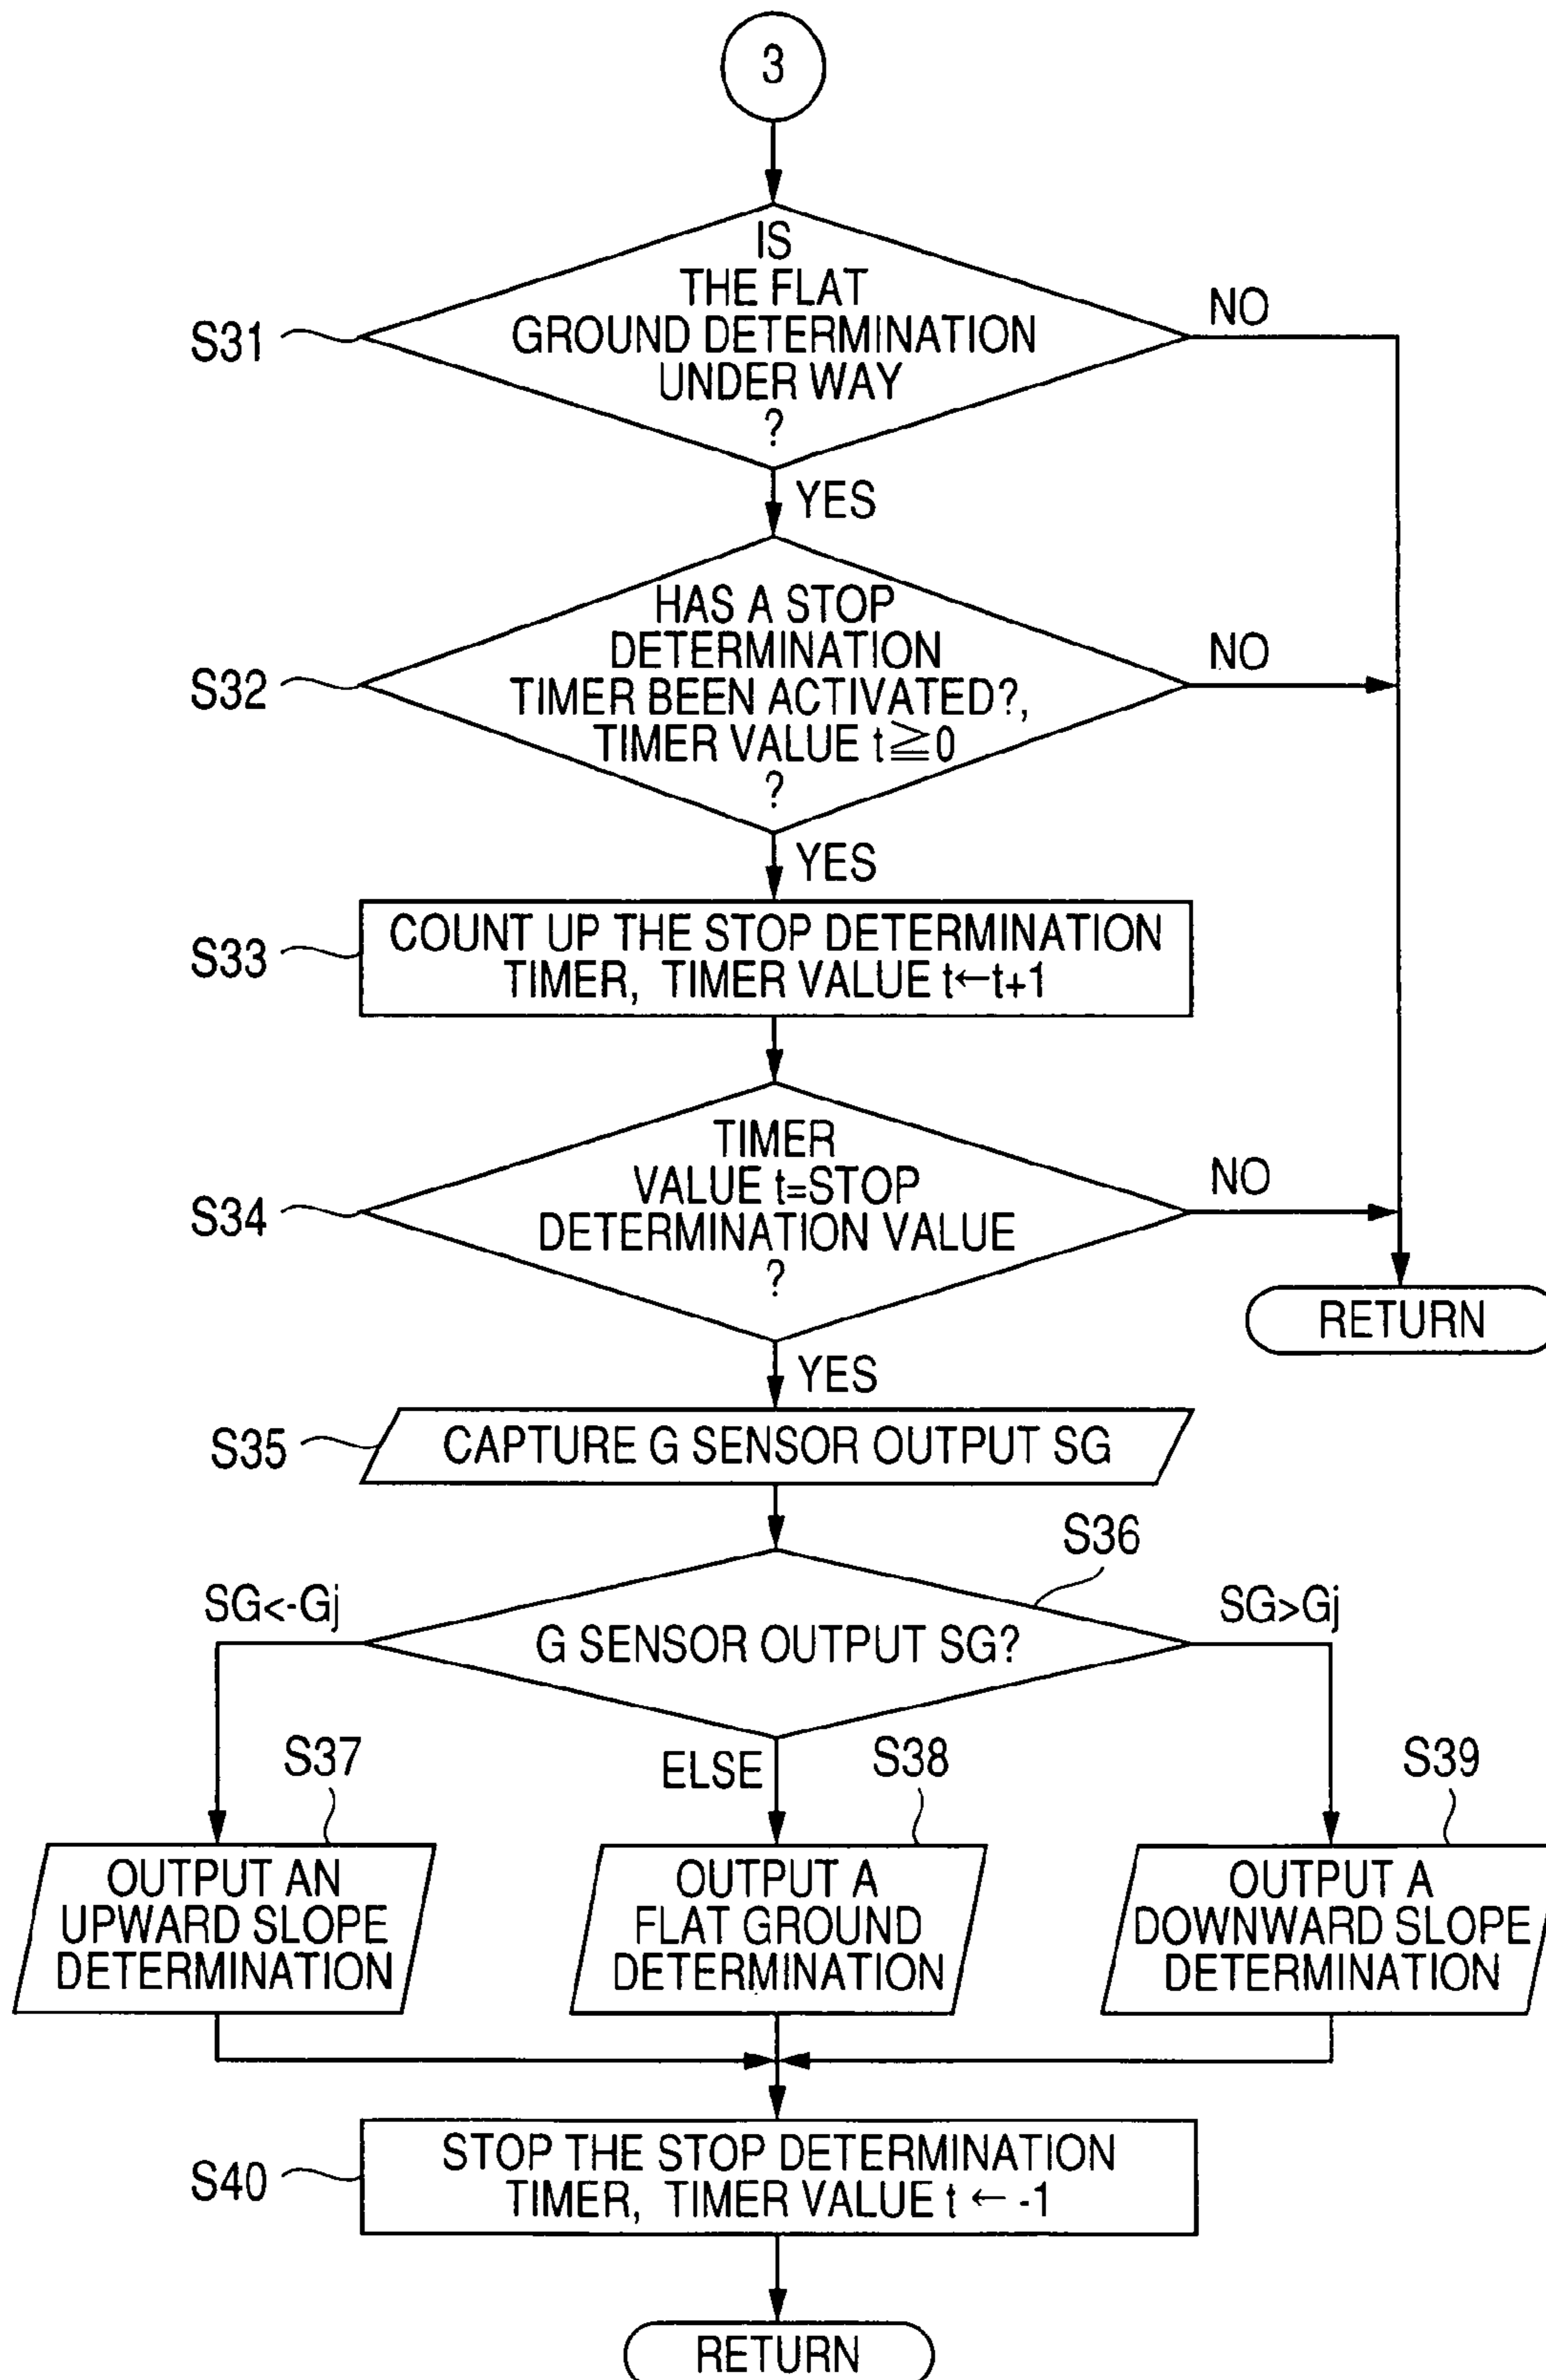 3
IS
THE FLAT
GROUND DETERMINATION
UNDER WAY
?
S31
NO
YES
HAS A STOP
DETERMINATION
TIMER BEEN ACTIVATED?,
TIMER VALUE t≧0
?
S32
NO
YES
S33
COUNT UP THE STOP DETERMINATION
TIMER, TIMER VALUE t←t+1
TIMER
VALUE t=STOP
DETERMINATION VALUE
?
S34
NO
RETURN
YES
S35
CAPTURE G SENSOR OUTPUT SG
S36
SG<-Gj
G SENSOR OUTPUT SG?
SG>Gj
S37
ELSE
S38
S39
OUTPUT AN
UPWARD SLOPE
DETERMINATION
OUTPUT A
FLAT GROUND
DETERMINATION
OUTPUT A
DOWNWARD SLOPE
DETERMINATION
S40
STOP THE STOP DETERMINATION
TIMER, TIMER VALUE t ← -1
RETURN